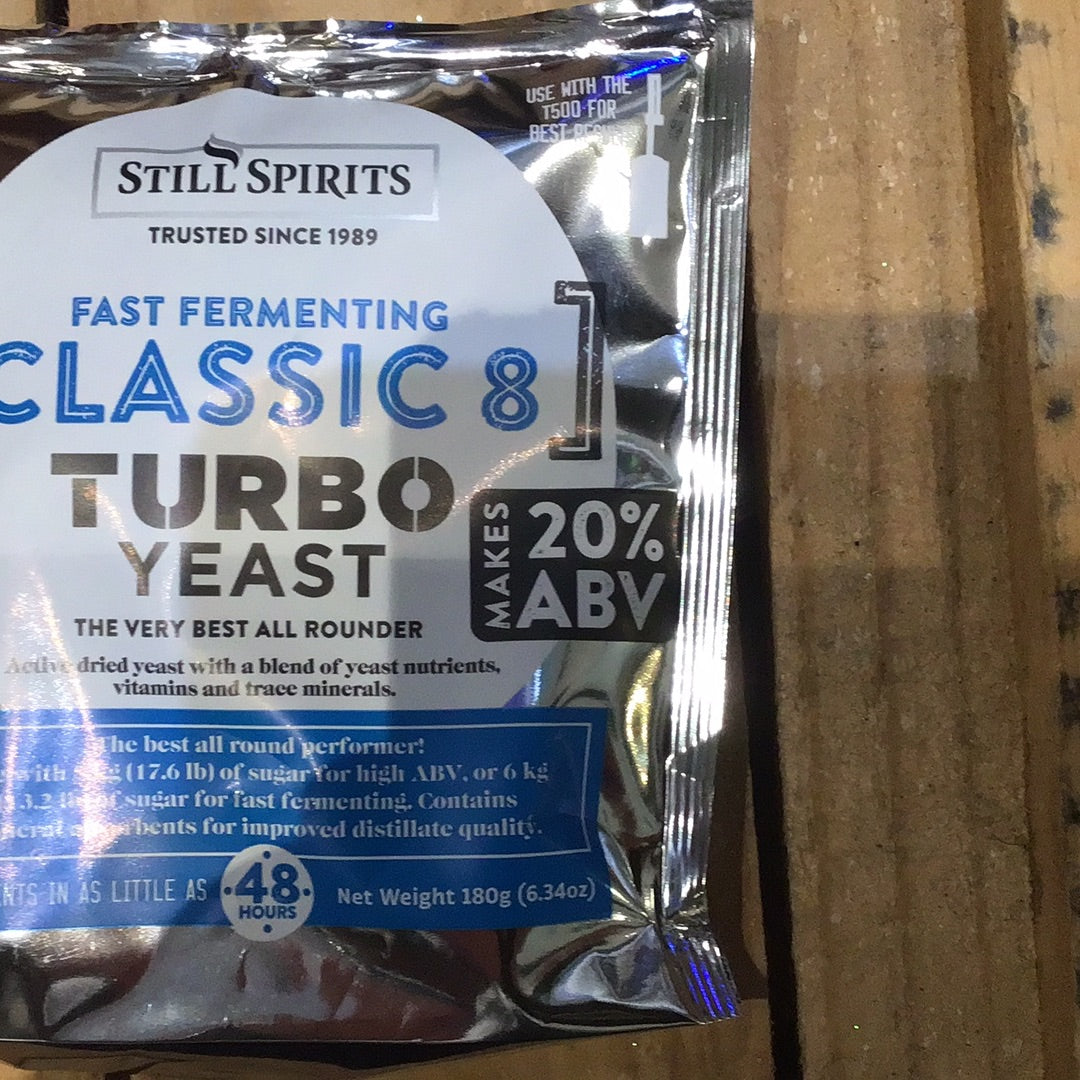 USE WITH THE
T500 FOR
BEST
STILL SPIRITS
TRUSTED SINCE 1989
FAST FERMENTING
CLASSIC 8
TURBO
YEAST
MAKES
20%
ABV
THE VERY BEST ALL ROUNDER
Active dried yeast with a blend of yeast nutrients,
vitamins and trace minerals.
The best all round performer!
with (17.6 lb) of sugar for high ABV, or 6 kg
of sugar for fast fermenting. Contains
for improved distillate quality.
IN AS LITTLE AS
48
HOURS
Net Weight 180g (6.34oz)